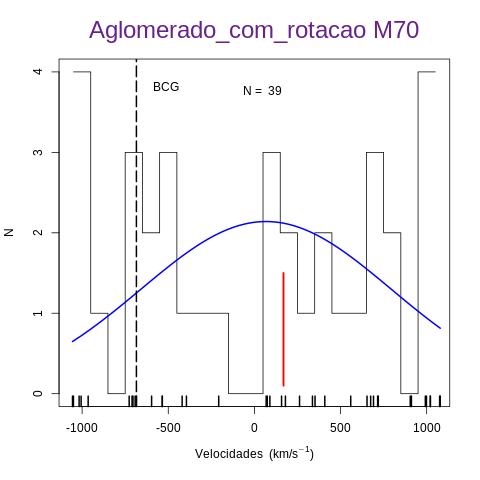 Aglomerado_com_rotacao M70
BCG
N = 39
4
3
2
1
0
N
-1000 -500 0 500 1000
Velocidades (km/s⁻¹)